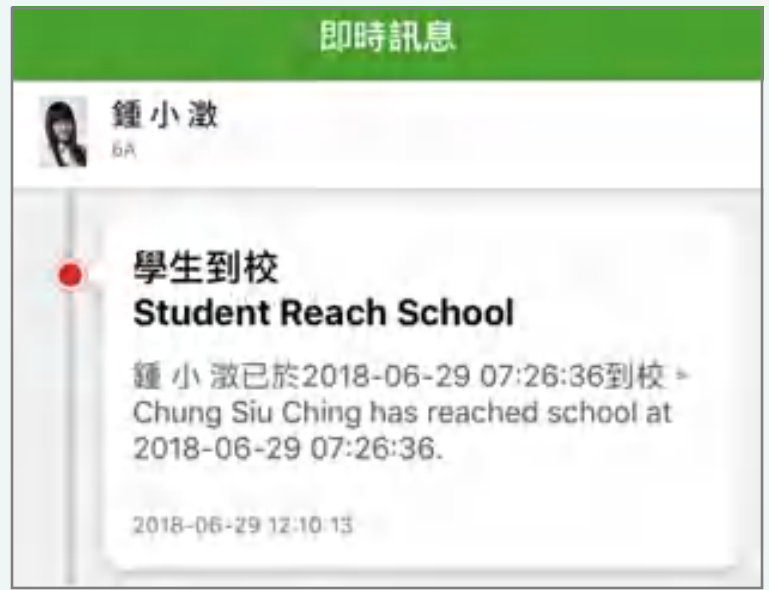 即時訊息
鍾 小 澂
6A
學生到校
Student Reach School
鍾 小 澂已於2018-06-29 07:26:36到校。
Chung Siu Ching has reached school at
2018-06-29 07:26:36.
2018-06-29 12:10:13